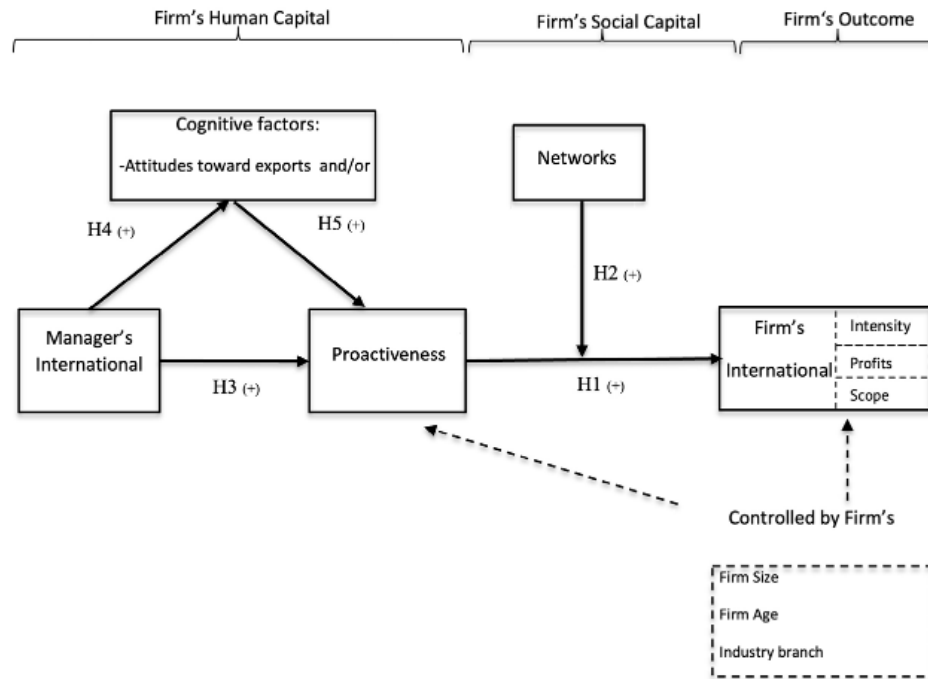 Firm's Human Capital
Firm's Social Capital
Firm‘s Outcome
Cognitive factors:
-Attitudes toward exports and/or
Networks
H4 (+)
H5 (+)
H2 (+)
Manager's
International
Proactiveness
Firm's
International
Intensity
Profits
Scope
H3 (+)
H1 (+)
Controlled by Firm's
Firm Size
Firm Age
Industry branch